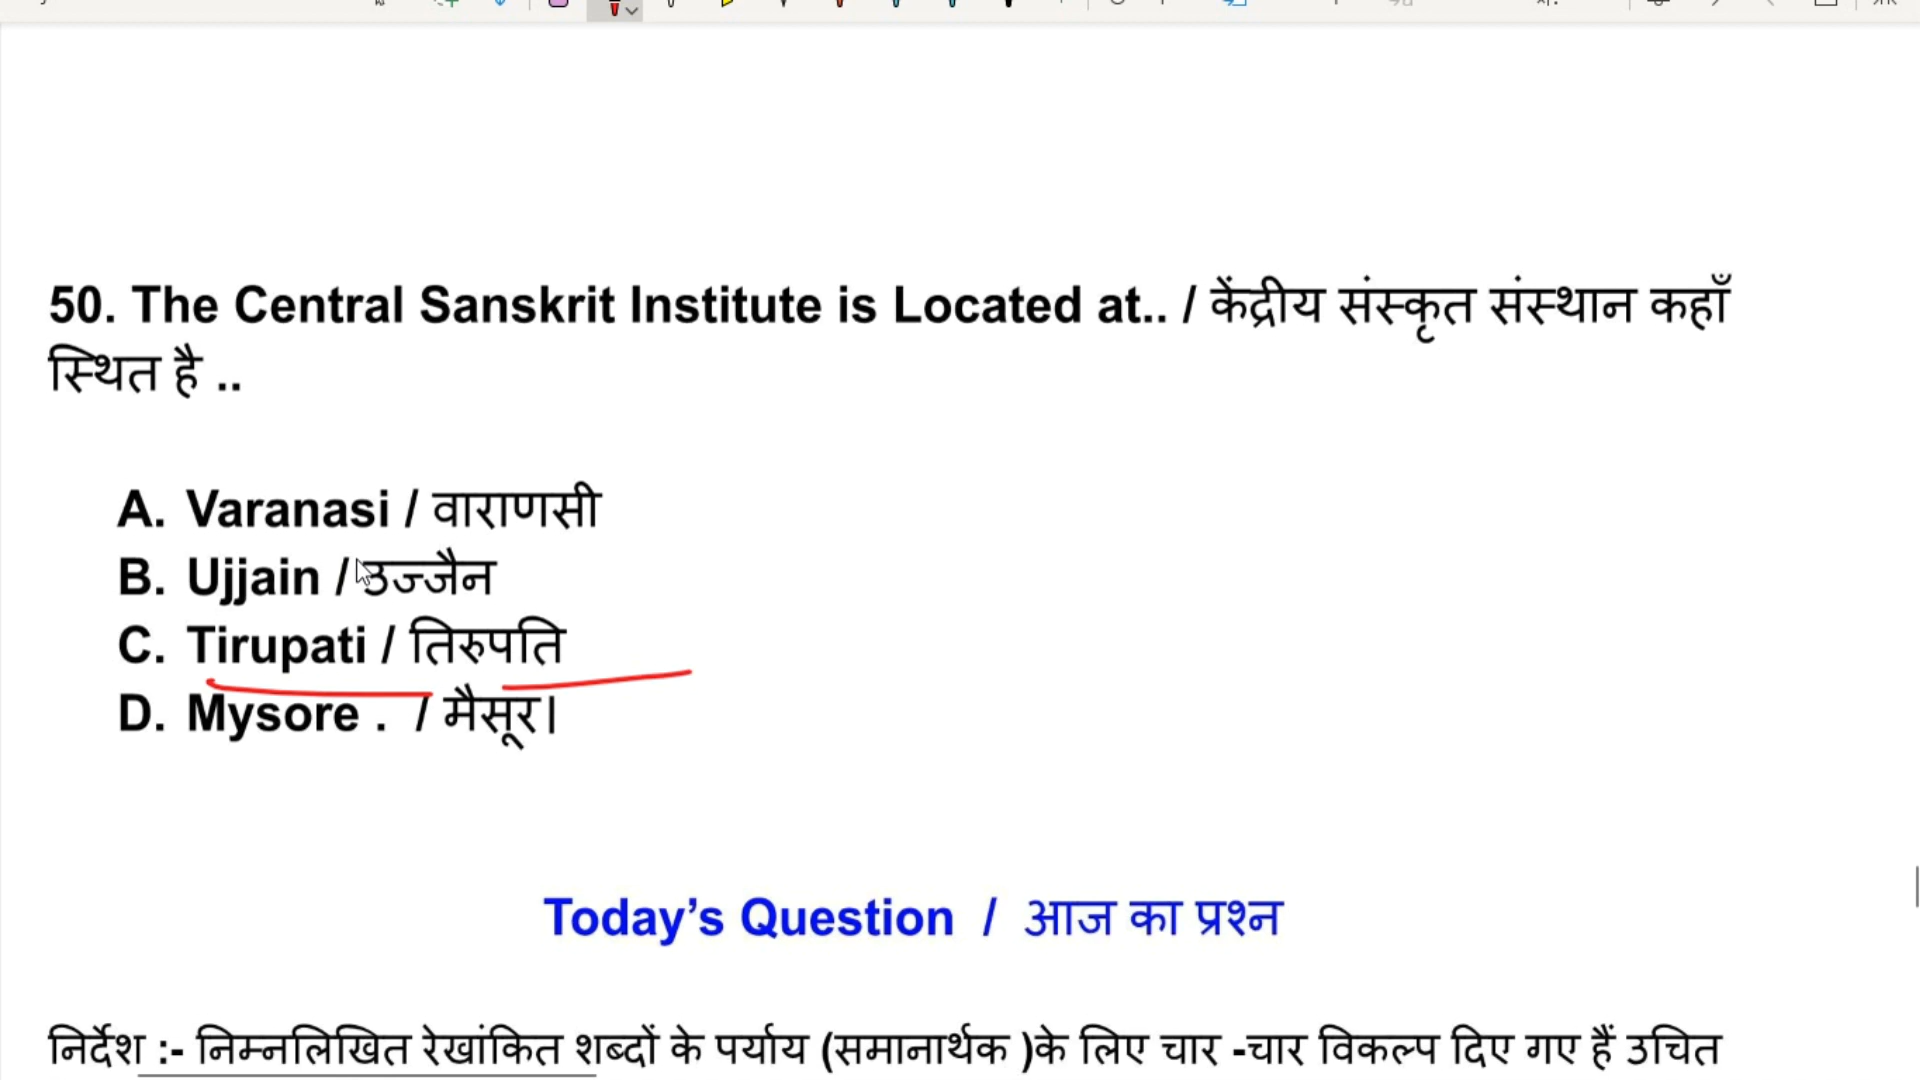 50. The Central Sanskrit Institute is Located at.. / केंद्रीय संस्कृत संस्थान कहाँ
स्थित है ..
A. Varanasi / वाराणसी
B. Ujjain / उज्जैन
C. Tirupati / तिरुपति
D. Mysore . / मैसूर।
Today’s Question / आज का प्रश्न
निर्देश :- निम्नलिखित रेखांकित शब्दों के पर्याय (समानार्थक )के लिए चार -चार विकल्प दिए गए हैं उचित